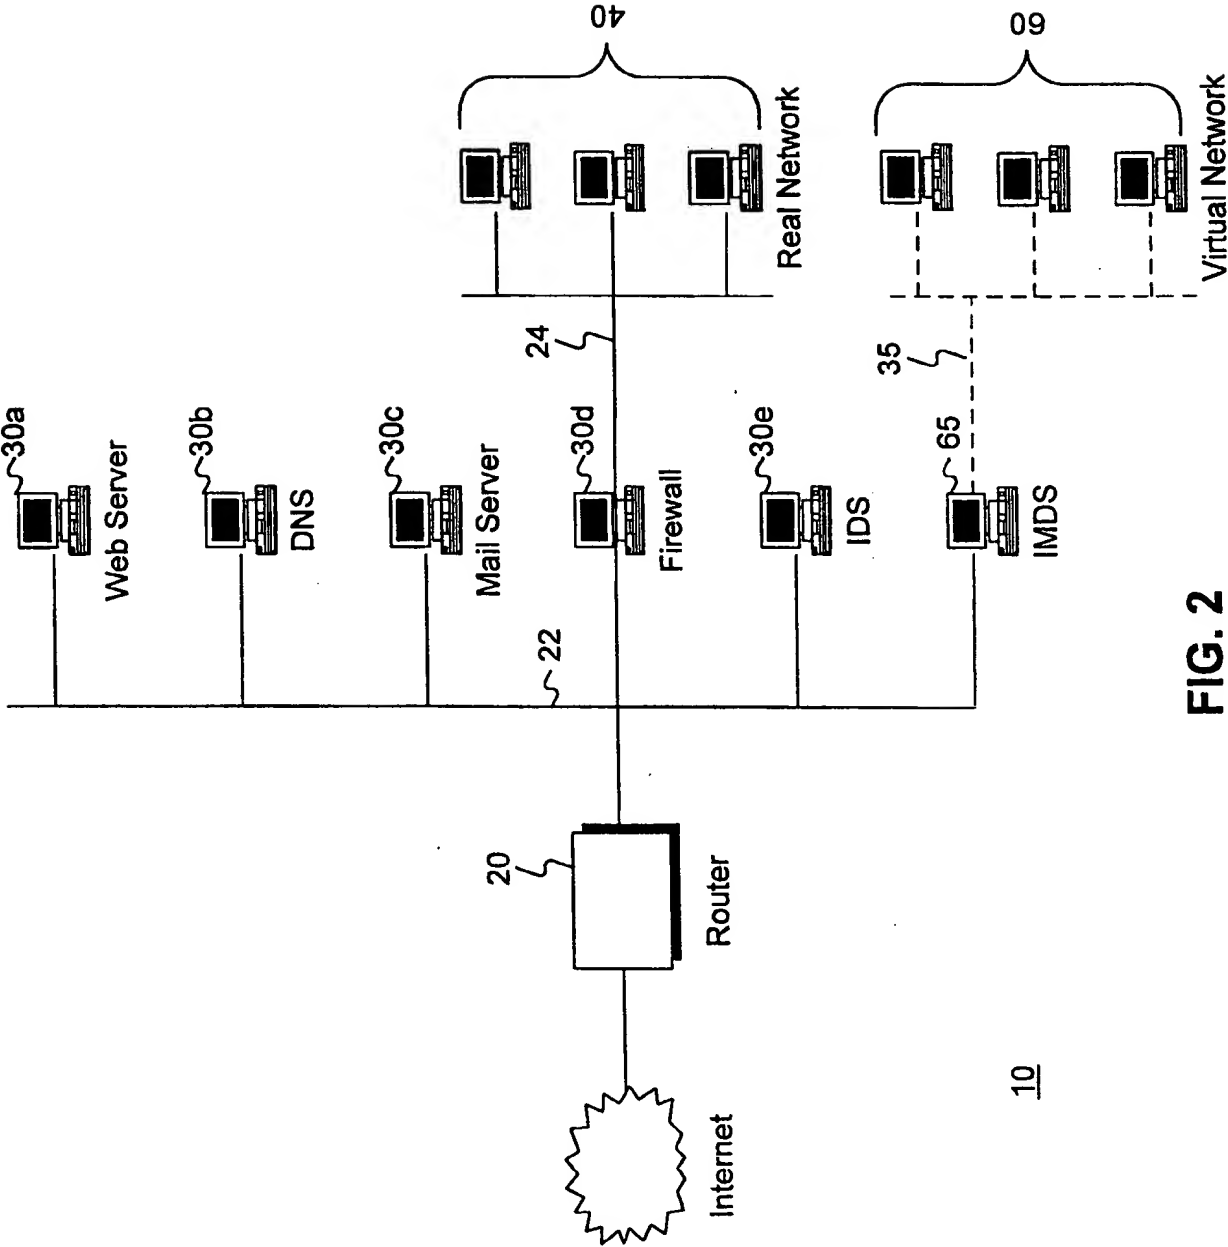 40
60
Real Network
Virtual Network
24
35
30a
Web Server
30b
DNS
30c
Mail Server
30d
Firewall
30e
IDS
65
IMDS
22
20
Router
Internet
10
FIG. 2